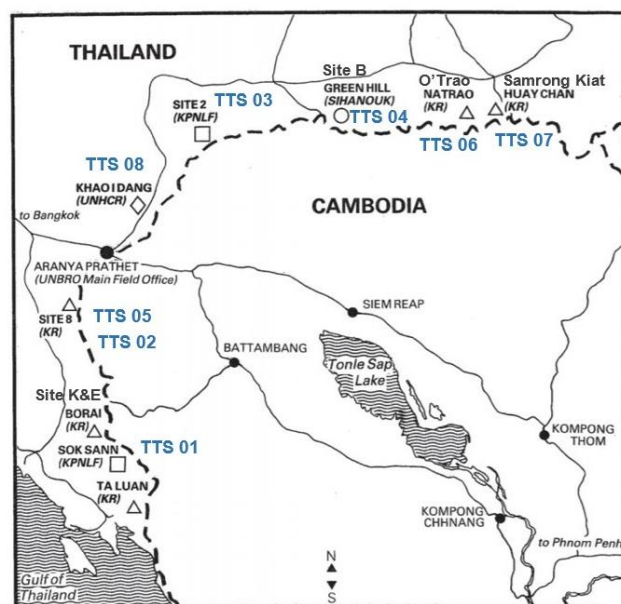 THAILAND
Site B
GREEN HILL
(SIHANOUK)
TTS 04
O'Trao
NATRAO
(KR)
TTS 06
Samrong Kiat
HUAY CHAN
(KR)
TTS 07
SITE 2
(KPNLF)
TTS 03
TTS 08
KHAO I DANG
(UNHCR)
to Bangkok
CAMBODIA
ARANYA PRATHET
(UNBRO Main Field Office)
SITE 8
(KR)
TTS 05
TTS 02
SIEM REAP
BATTAMBANG
Tonle Sap
Lake
Site K&E
BORAI
(KR)
SOK SANN
(KPNLF)
TTS 01
TA LUAN
(KR)
KOMPONG
THOM
KOMPONG
CHHNANG
to Phnom Penh
Gulf of
Thailand
N
S